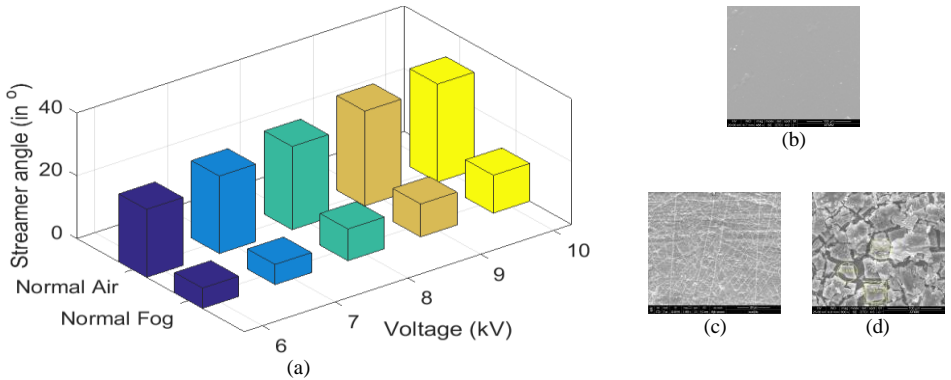 Streamer angle (in °)
40
20
0
Normal Air
Normal Fog
6
7
8
9
10
Voltage (kV)
(a)
(b)
(c)
(d)